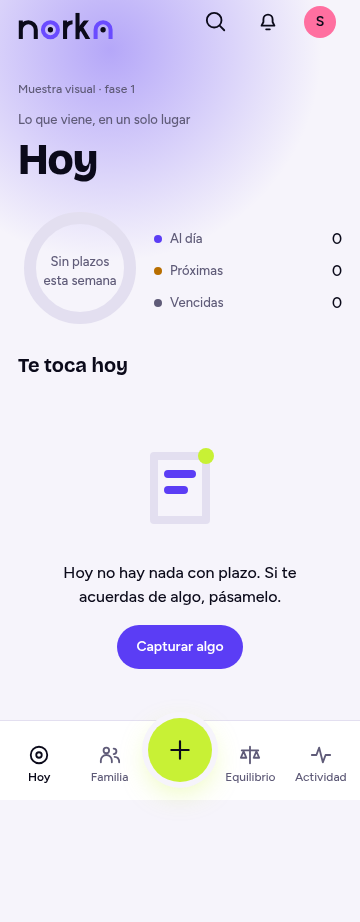 norkn
S
Muestra visual · fase 1
Lo que viene, en un solo lugar
Hoy
Sin plazos
esta semana
Al día 0
Próximas 0
Vencidas 0
Te toca hoy
Hoy no hay nada con plazo. Si te
acuerdas de algo, pásamelo.
Capturar algo
Hoy
Familia
Equilibrio
Actividad